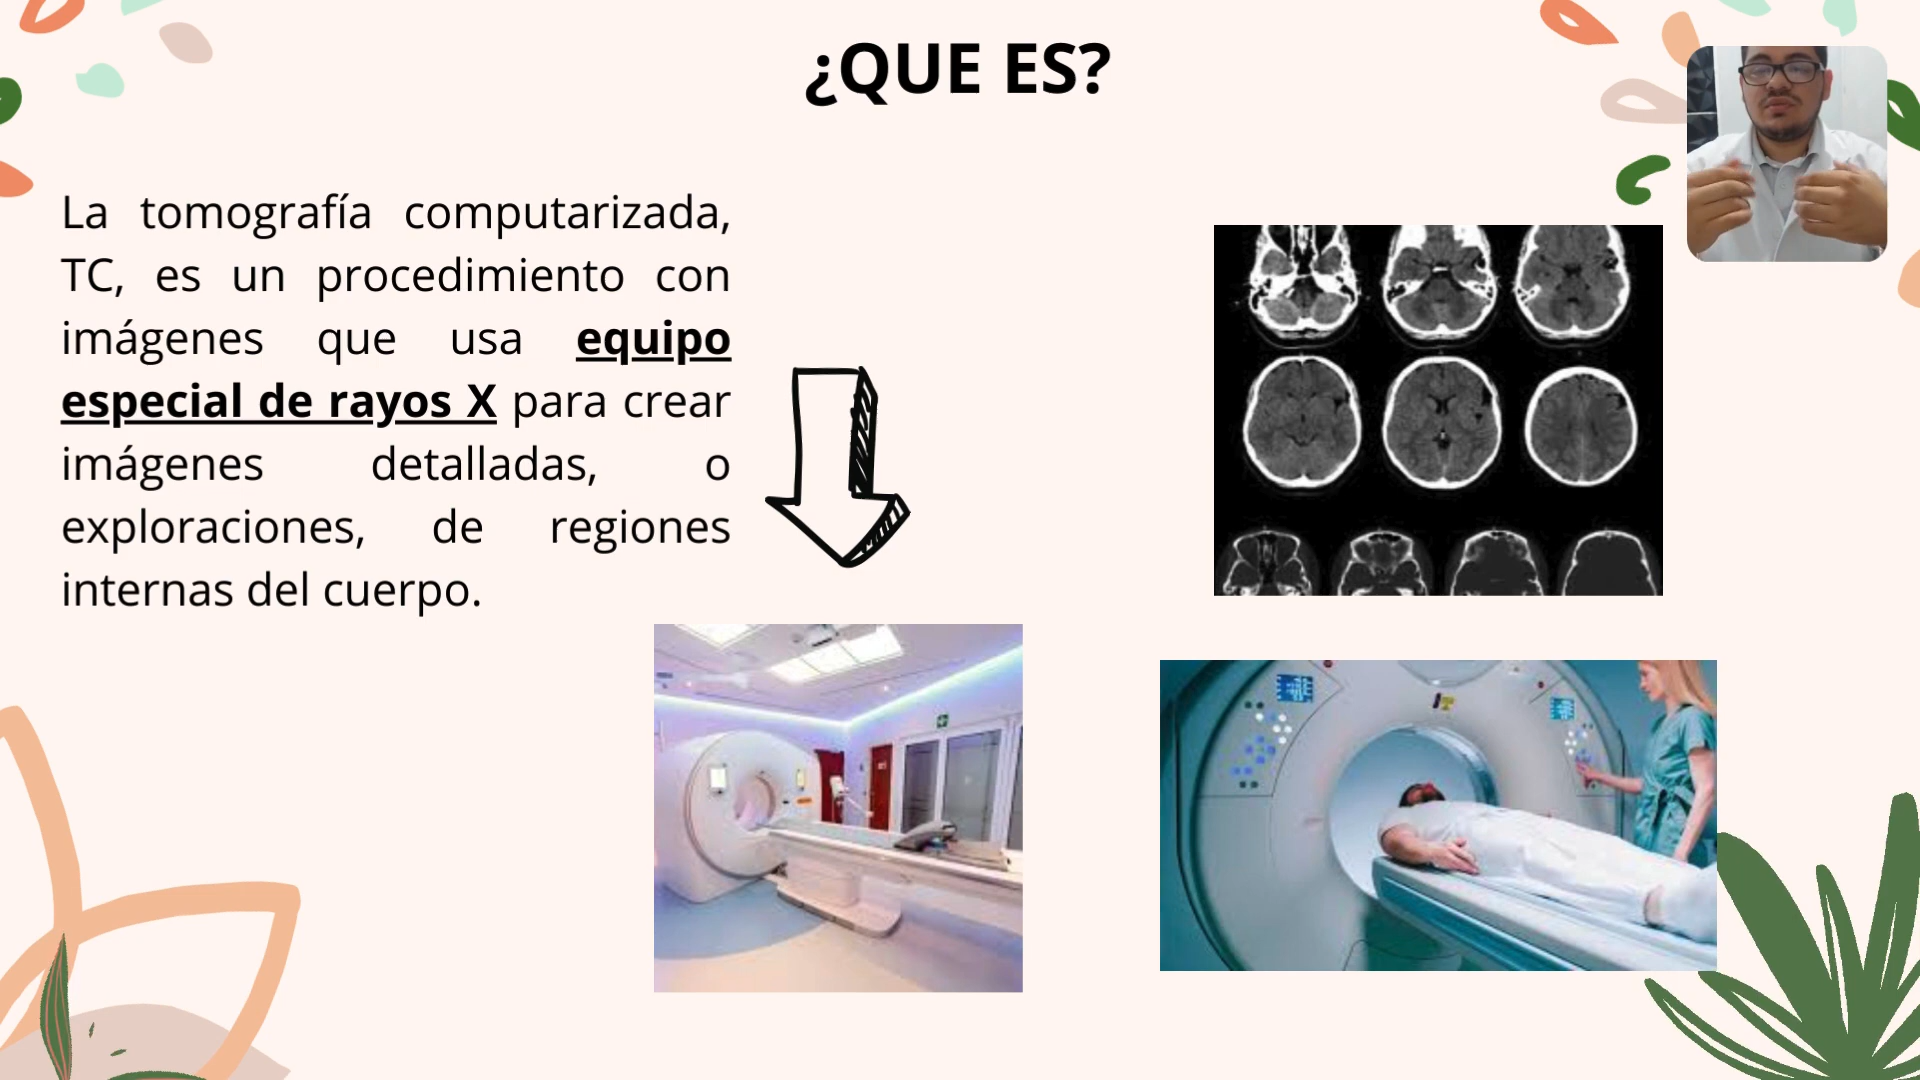 ¿QUE ES?
La tomografía computarizada,
TC, es un procedimiento con
imágenes que usa equipo
especial de rayos X para crear
imágenes detalladas, o
exploraciones, de regiones
internas del cuerpo.